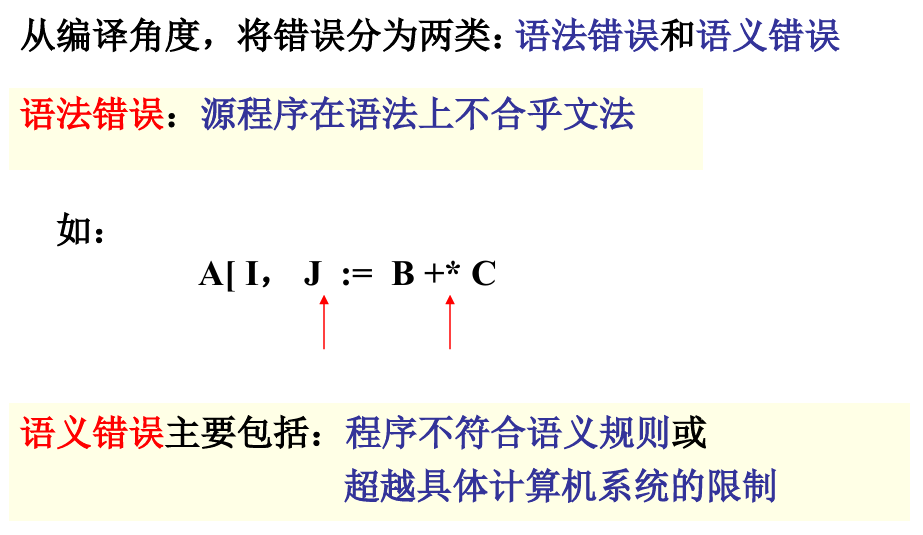 从编译角度，将错误分为两类：语法错误和语义错误
语法错误：源程序在语法上不合乎文法
如：
A[ I， J := B +* C
语义错误主要包括：程序不符合语义规则或
超越具体计算机系统的限制